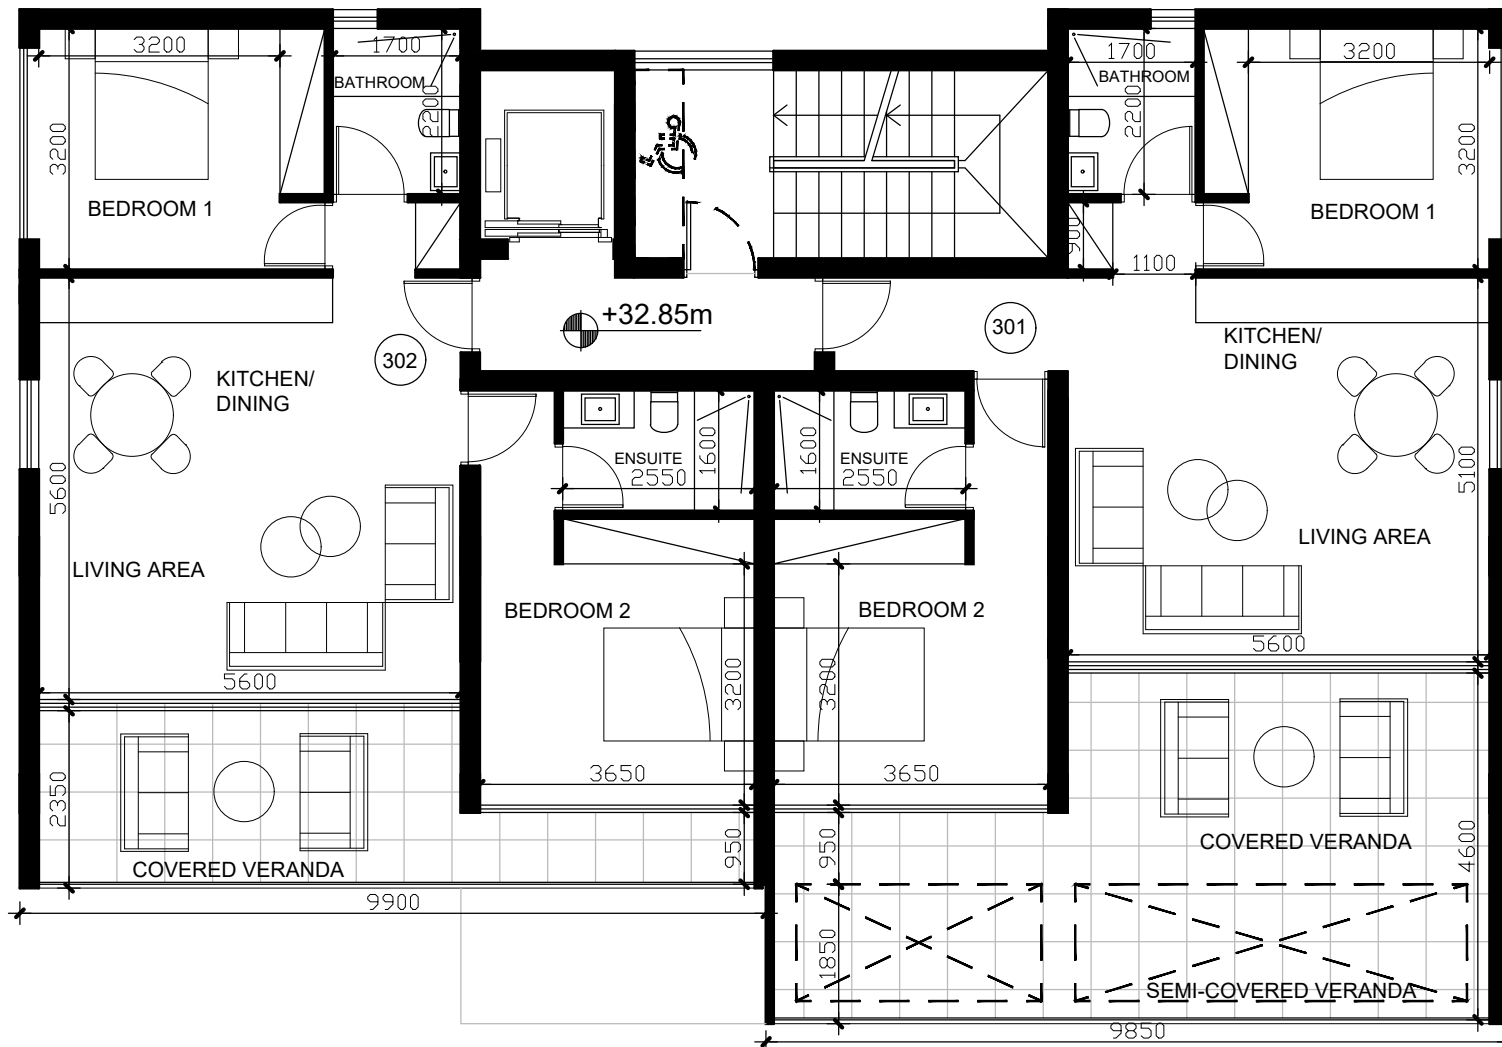 3200
1700
1700
3200
BATHROOM
BATHROOM
2200
2200
3200
3200
BEDROOM 1
BEDROOM 1
900
1100
+32.85m
302
301
KITCHEN/
DINING
KITCHEN/
DINING
5600
5100
ENSUITE
2550
1600
ENSUITE
2550
1600
LIVING AREA
LIVING AREA
BEDROOM 2
BEDROOM 2
5600
5600
3200
3200
3650
3650
2350
950
950
COVERED VERANDA
COVERED VERANDA
4600
9900
1850
SEMI-COVERED VERANDA
9850